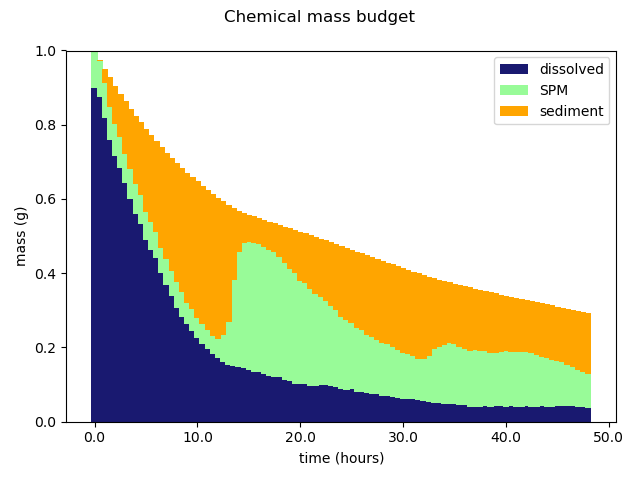 Chemical mass budget
1.0
0.8
0.6
0.4
0.2
0.0
mass (g)
dissolved
SPM
sediment
0.0 10.0 20.0 30.0 40.0 50.0
time (hours)